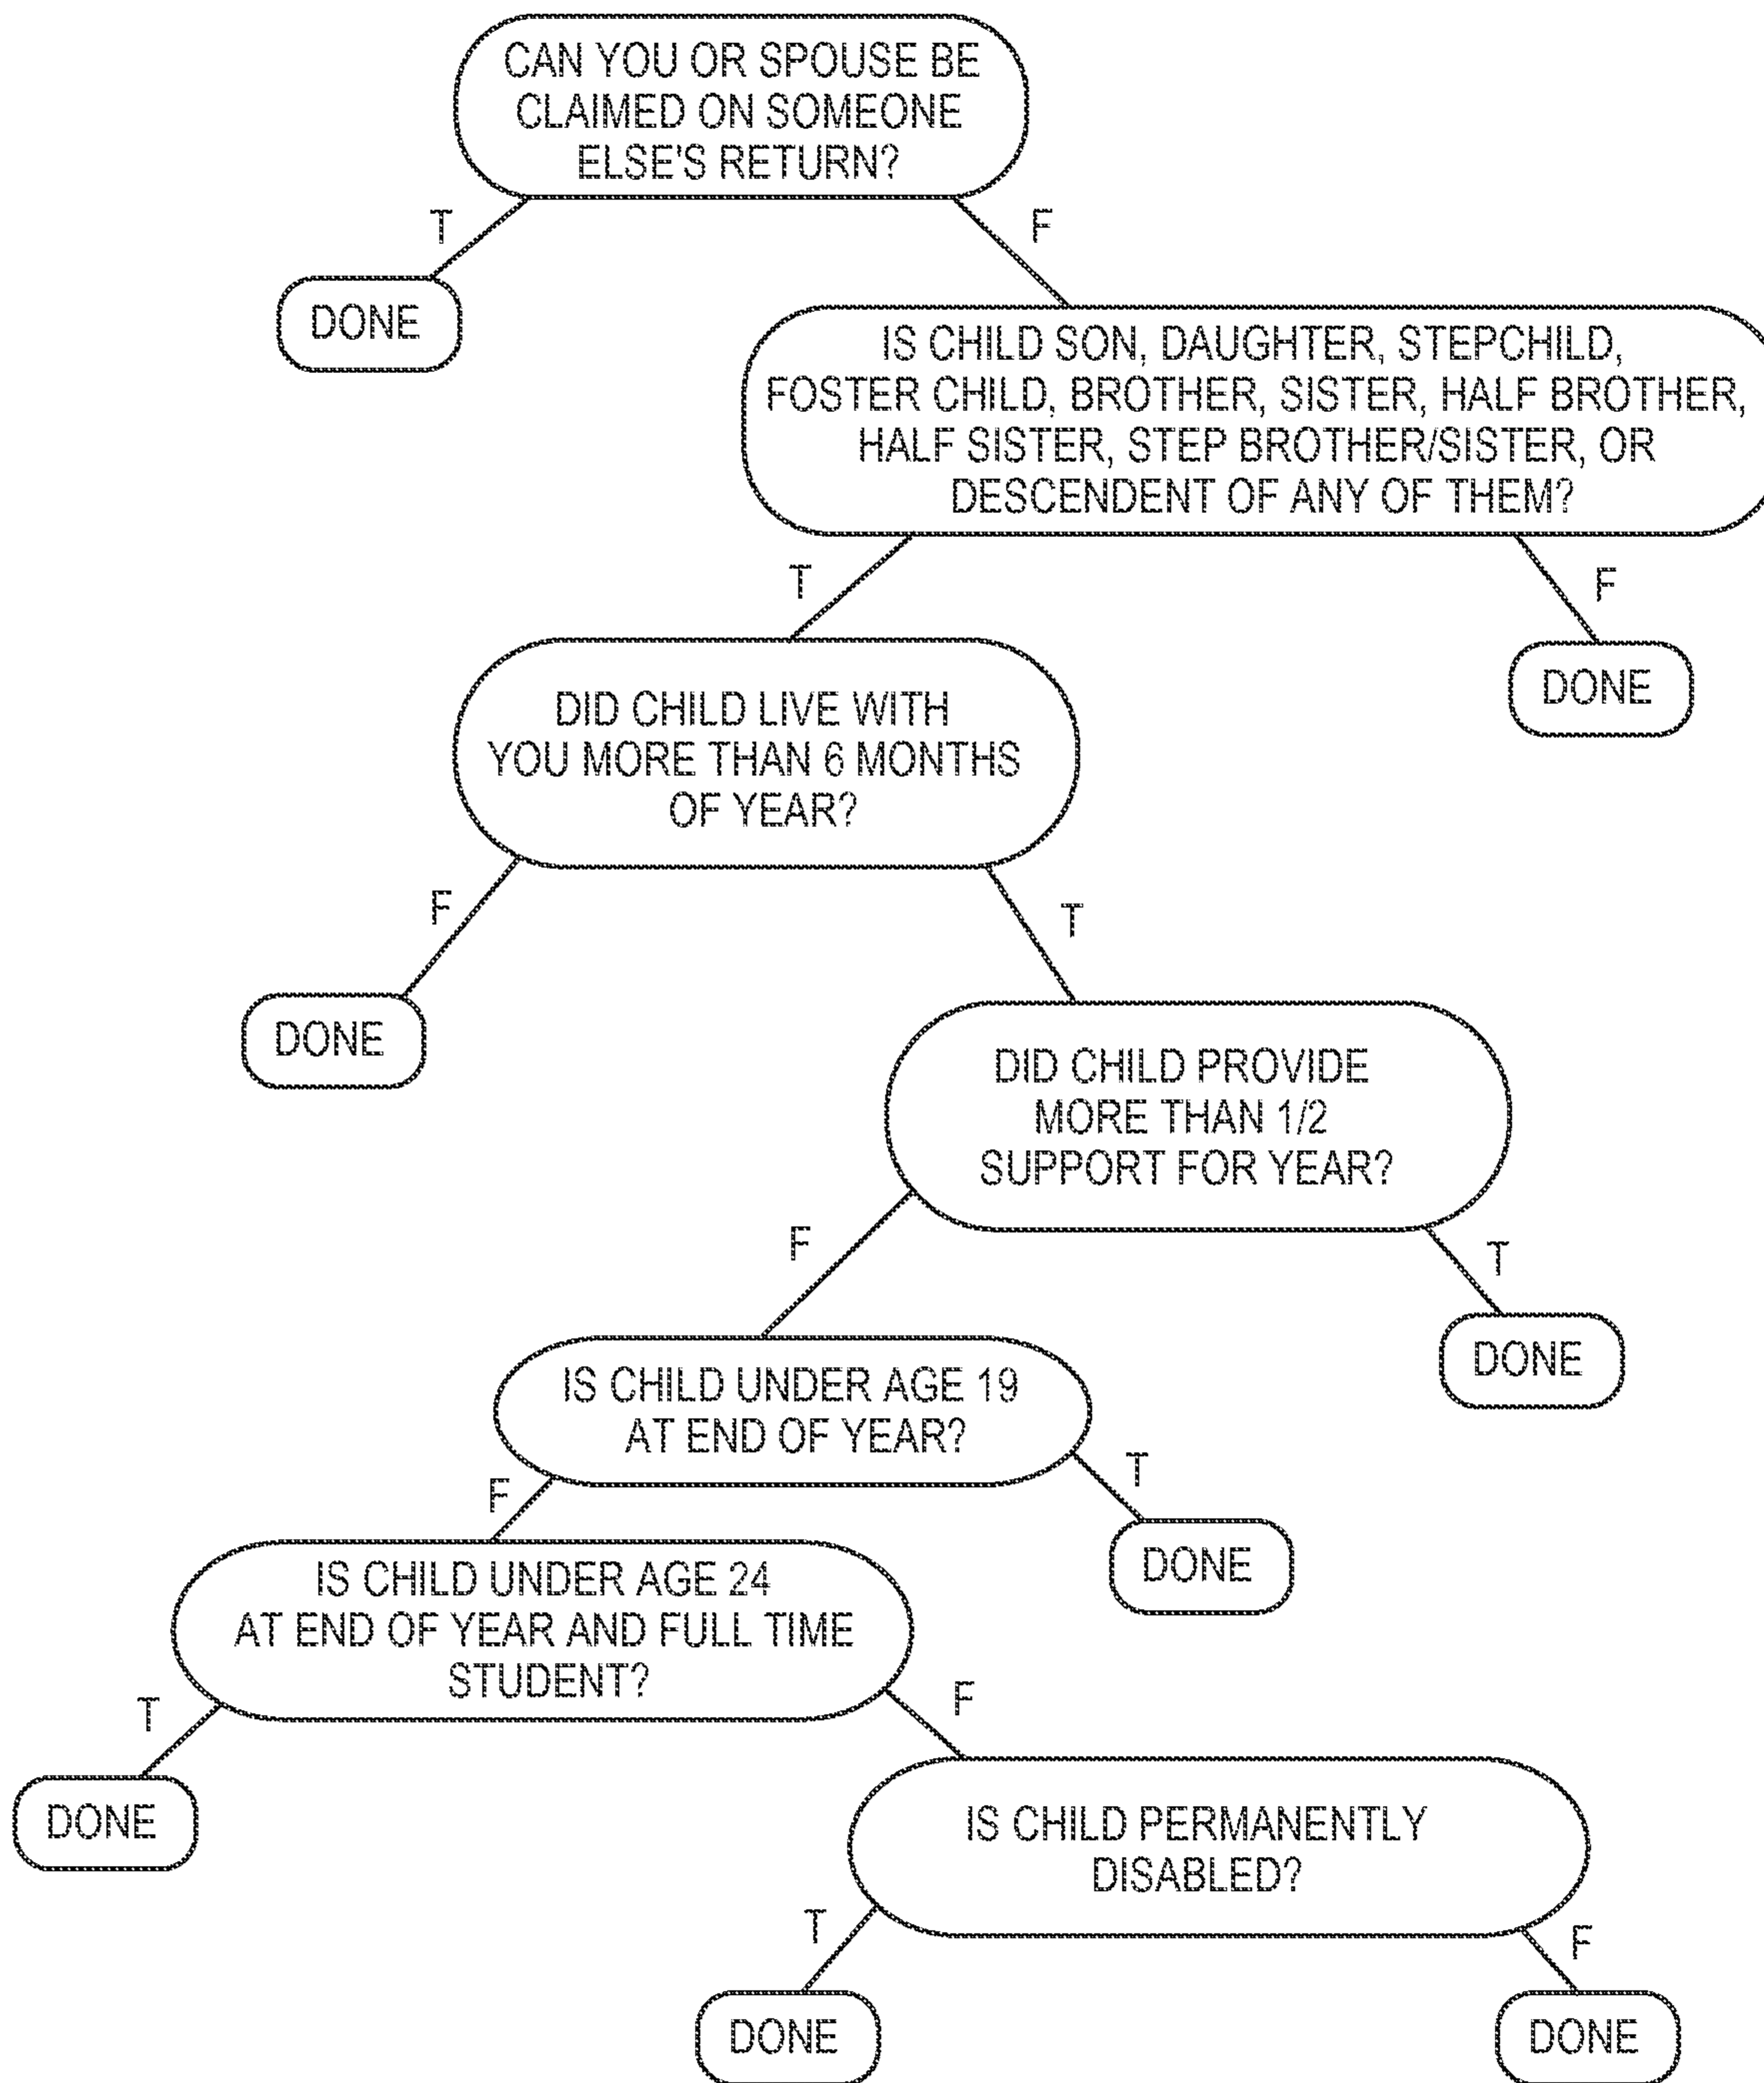 CAN YOU OR SPOUSE BE
CLAIMED ON SOMEONE
ELSE'S RETURN?
T
F
DONE
IS CHILD SON, DAUGHTER, STEPCHILD,
FOSTER CHILD, BROTHER, SISTER, HALF BROTHER,
HALF SISTER, STEP BROTHER/SISTER, OR
DESCENDENT OF ANY OF THEM?
T
F
DID CHILD LIVE WITH
YOU MORE THAN 6 MONTHS
OF YEAR?
DONE
F
T
DONE
DID CHILD PROVIDE
MORE THAN 1/2
SUPPORT FOR YEAR?
F
T
DONE
IS CHILD UNDER AGE 19
AT END OF YEAR?
F
T
DONE
IS CHILD UNDER AGE 24
AT END OF YEAR AND FULL TIME
STUDENT?
T
F
DONE
IS CHILD PERMANENTLY
DISABLED?
T
F
DONE
DONE